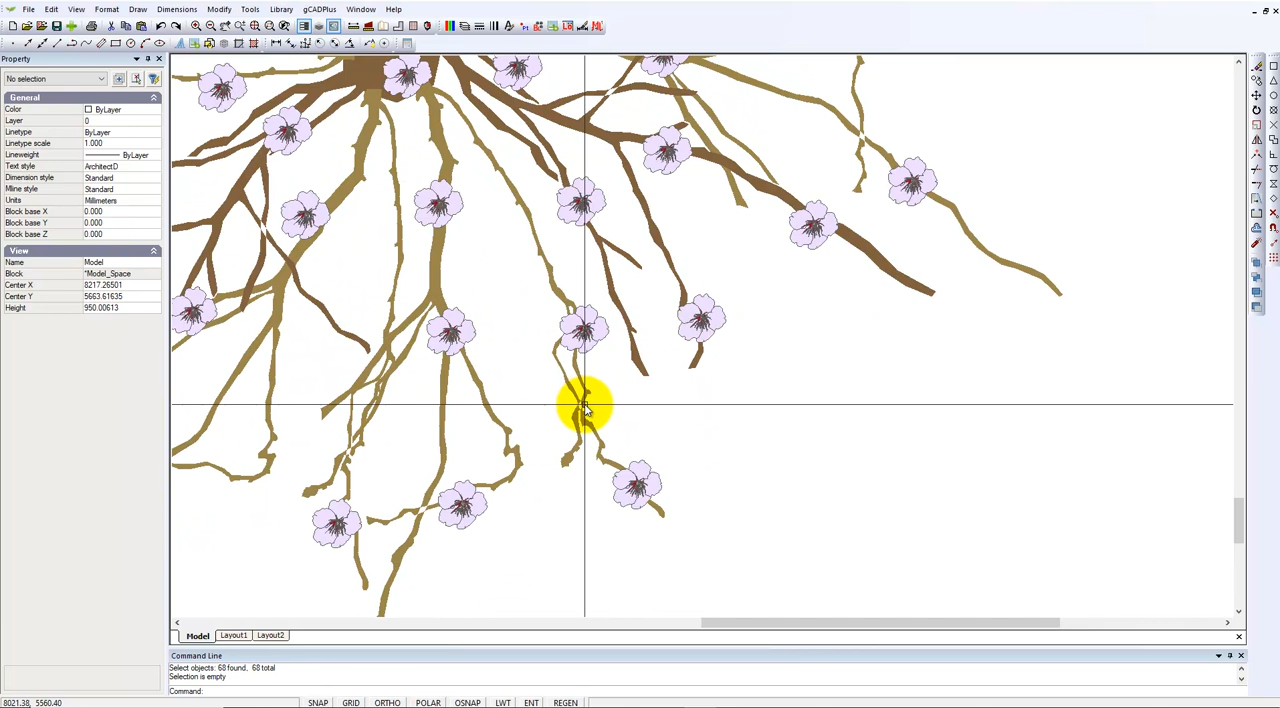 File Edit View Tools Format Draw Dimensions Modify Tools Library gCADPlus Window Help
Property
No selection
General
Color ByLayer
Layer 0
Linetype ByLayer
Linetype scale 1.000
Lineweight ByLayer
Text style ArchitectD
Dimension style Standard
Mline style Standard
Units Millimeters
Block base X 0.000
Block base Y 0.000
Block base Z 0.000
View
Name Model
Block *Model_Space
Center X 8217.26501
Center Y 5663.61635
Height 950.00613
Model Layout1 Layout2
Command Line
Select objects: 68 found, 68 total
Selection is empty
Command:
8021.38, 5560.40 SNAP GRID ORTHO POLAR OSNAP LWT ENT REGEN